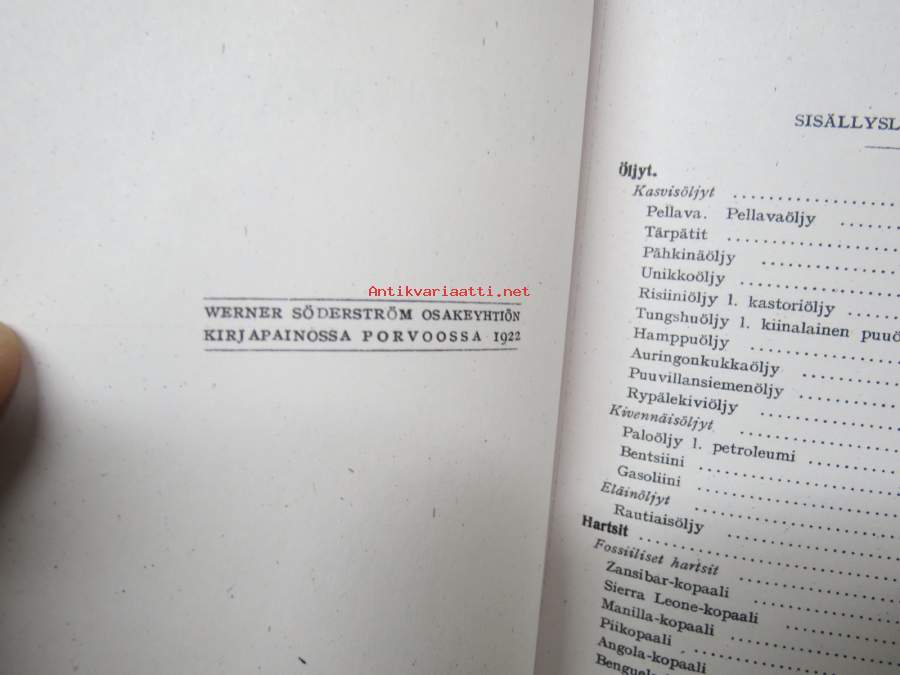 Antikvariaatti.net
WERNER SÖDERSTRÖM OSAKEYHTIÖN
KIRJAPAINOSSA PORVOOSSA 1922
Öljyt.
Kasvisöljyt
Pellava. Pellavaöljy
Tärpätit
Pähkinäöljy
Unikkoöljy
Risiiniöljy l. kastoriöljy
Tungshuöljy l. kiinalainen
Hamppuöljy
Auringonkukkaöljy
Puuvillansiemenöljy
Rypälekiviöljy
Kivennäisöljyt
Paloöljy l. petroleumi
Bentsiini
Gasoliini
Eläinöljyt
Rautiaisöljy
Hartsit
Fossiiliset hartsit
Zansibar-kopaali
Sierra Leone-kopaali
Manilla-kopaali
Piikopaali
Angola-kopaali